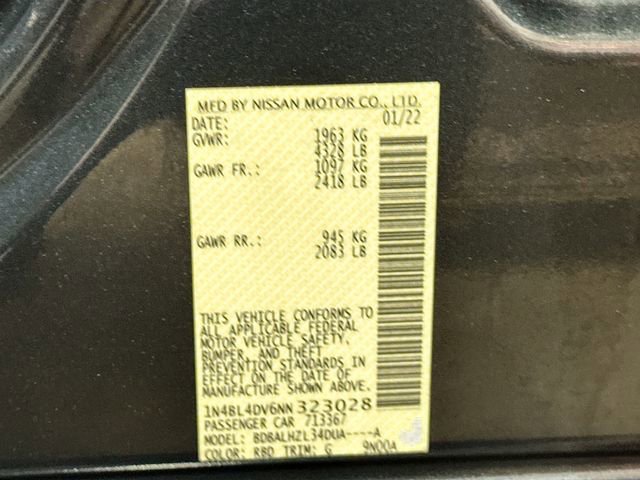 MFD BY NISSAN MOTOR CO., LTD.
DATE: 01/22
GVWR: 1963 KG
4328 LB
GAWR FR.: 1097 KG
2418 LB
GAWR RR.: 945 KG
2083 LB
THIS VEHICLE CONFORMS TO
ALL APPLICABLE FEDERAL
MOTOR VEHICLE SAFETY,
BUMPER, AND THEFT
PREVENTION STANDARDS IN
EFFECT ON THE DATE OF
MANUFACTURE SHOWN ABOVE.
1N4BL4DV6NN323028
PASSENGER CAR 713367
MODEL: BDBALHZL34DUA----A
COLOR: RBD TRIM: G 9N00A